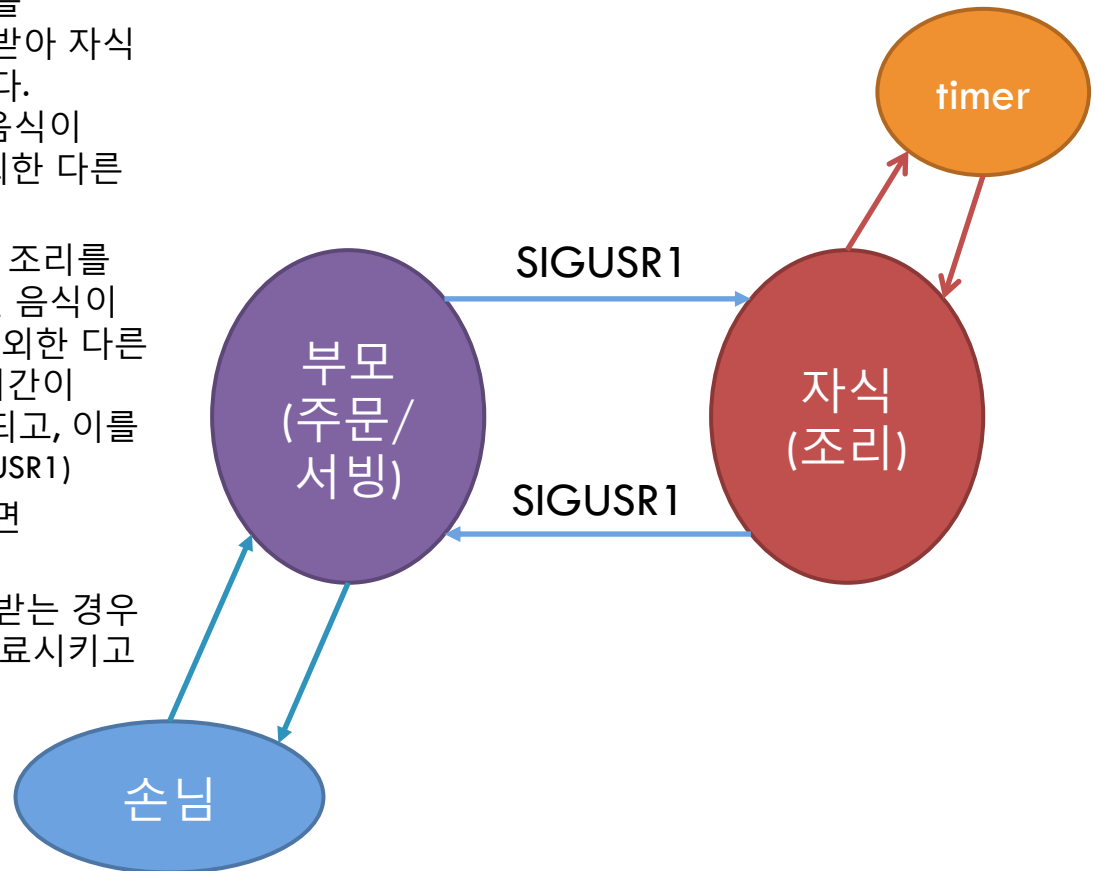 를
받아 자식
다.
음식이
외한 다른
조리를
음식이
외한 다른
시간이
되고, 이를
USR1)
면
받는 경우
료시키고
timer
SIGUSR1
부모
(주문/
서빙)
자식
(조리)
SIGUSR1
손님